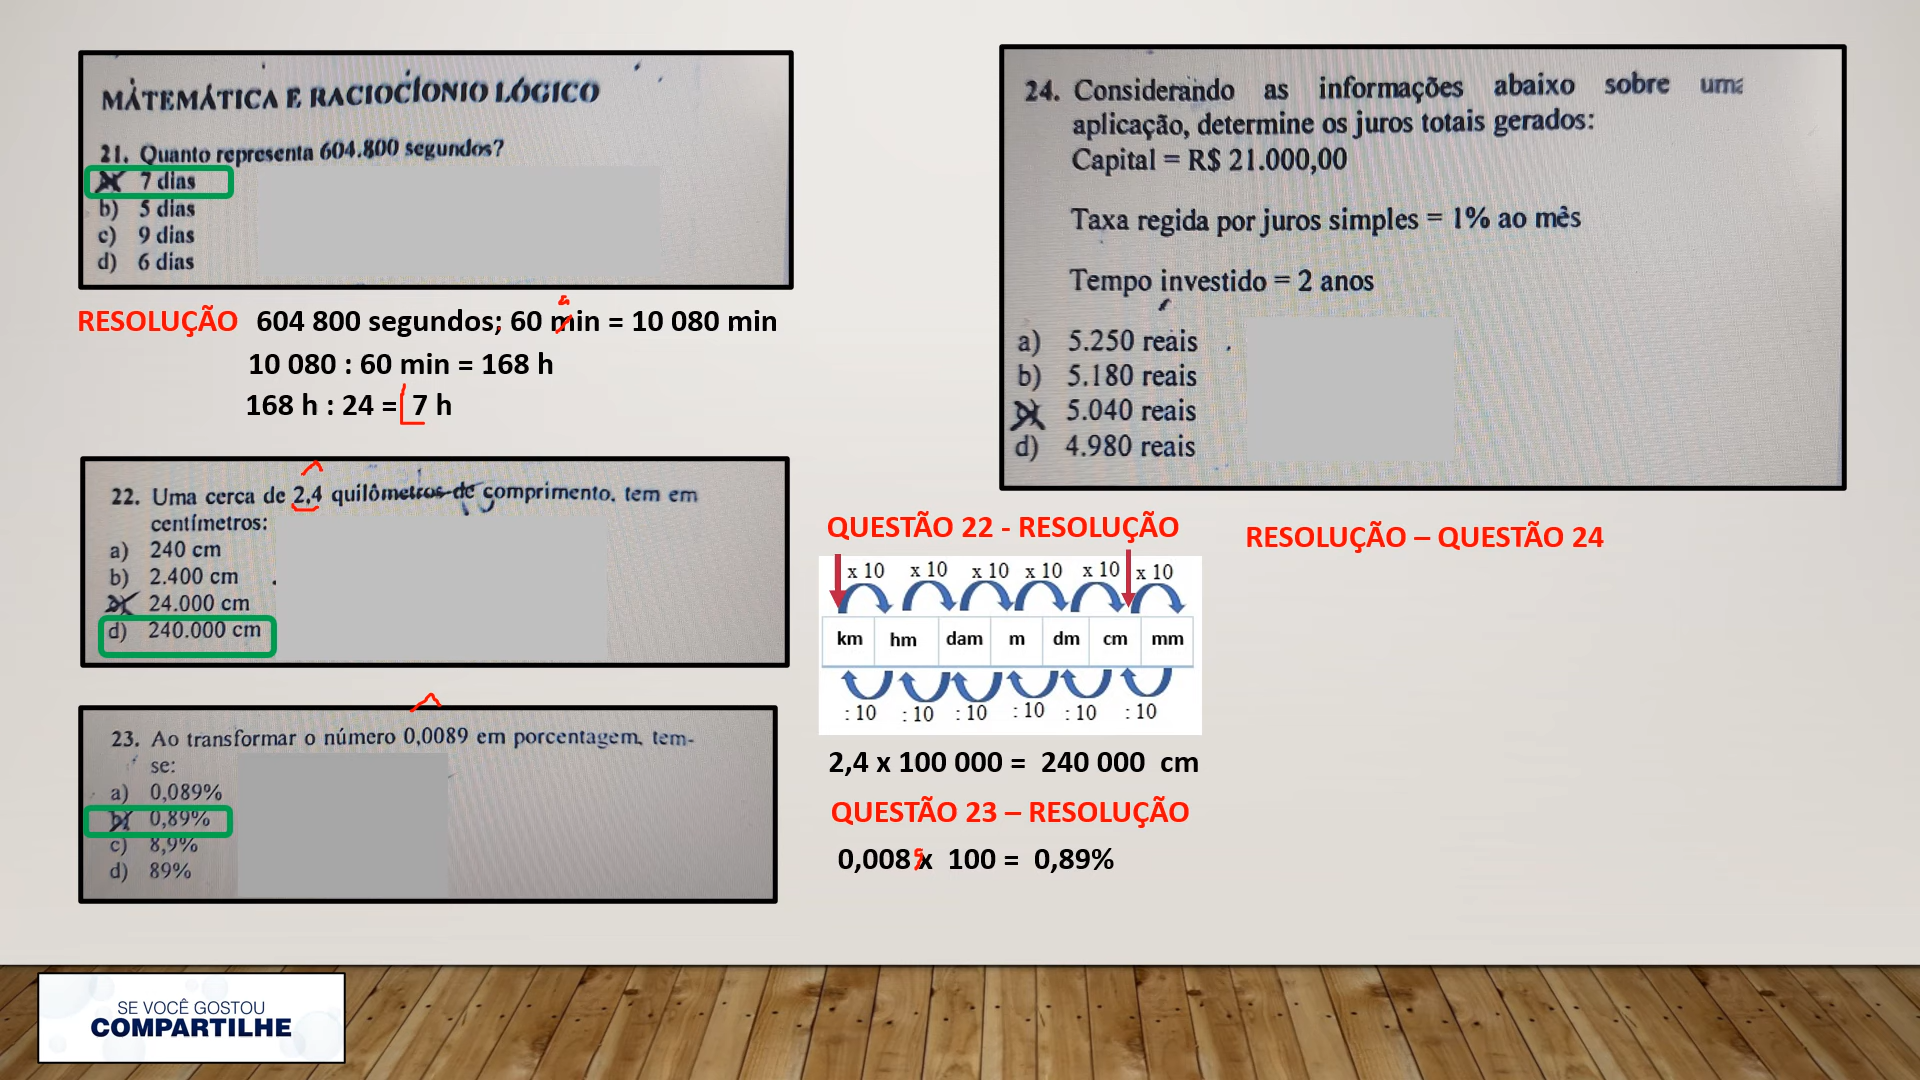 MATEMÁTICA E RACIOCÍONIO LÓGICO
21. Quanto representa 604.800 segundos?
7 dias
b) 5 dias
c) 9 dias
d) 6 dias
RESOLUÇÃO 604 800 segundos; 60 min = 10 080 min
10 080 : 60 min = 168 h
168 h : 24 = 7 h
22. Uma cerca de 2,4 quilômetros de comprimento, tem em
centímetros:
a) 240 cm
b) 2.400 cm
24.000 cm
d) 240.000 cm
23. Ao transformar o número 0,0089 em porcentagem, tem-
se:
a) 0,089%
b) 0,89%
c) 8,9%
d) 89%
24. Considerando as informações abaixo sobre uma
aplicação, determine os juros totais gerados:
Capital = R$ 21.000,00
Taxa regida por juros simples = 1% ao mês
Tempo investido = 2 anos
a) 5.250 reais
b) 5.180 reais
5.040 reais
d) 4.980 reais
QUESTÃO 22 - RESOLUÇÃO
x 10 x 10 x 10 x 10 x 10 x 10
km hm dam m dm cm mm
: 10 : 10 : 10 : 10 : 10 : 10
2,4 x 100 000 = 240 000 cm
QUESTÃO 23 – RESOLUÇÃO
0,008 x 100 = 0,89%
RESOLUÇÃO – QUESTÃO 24
SE VOCÊ GOSTOU
COMPARTILHE